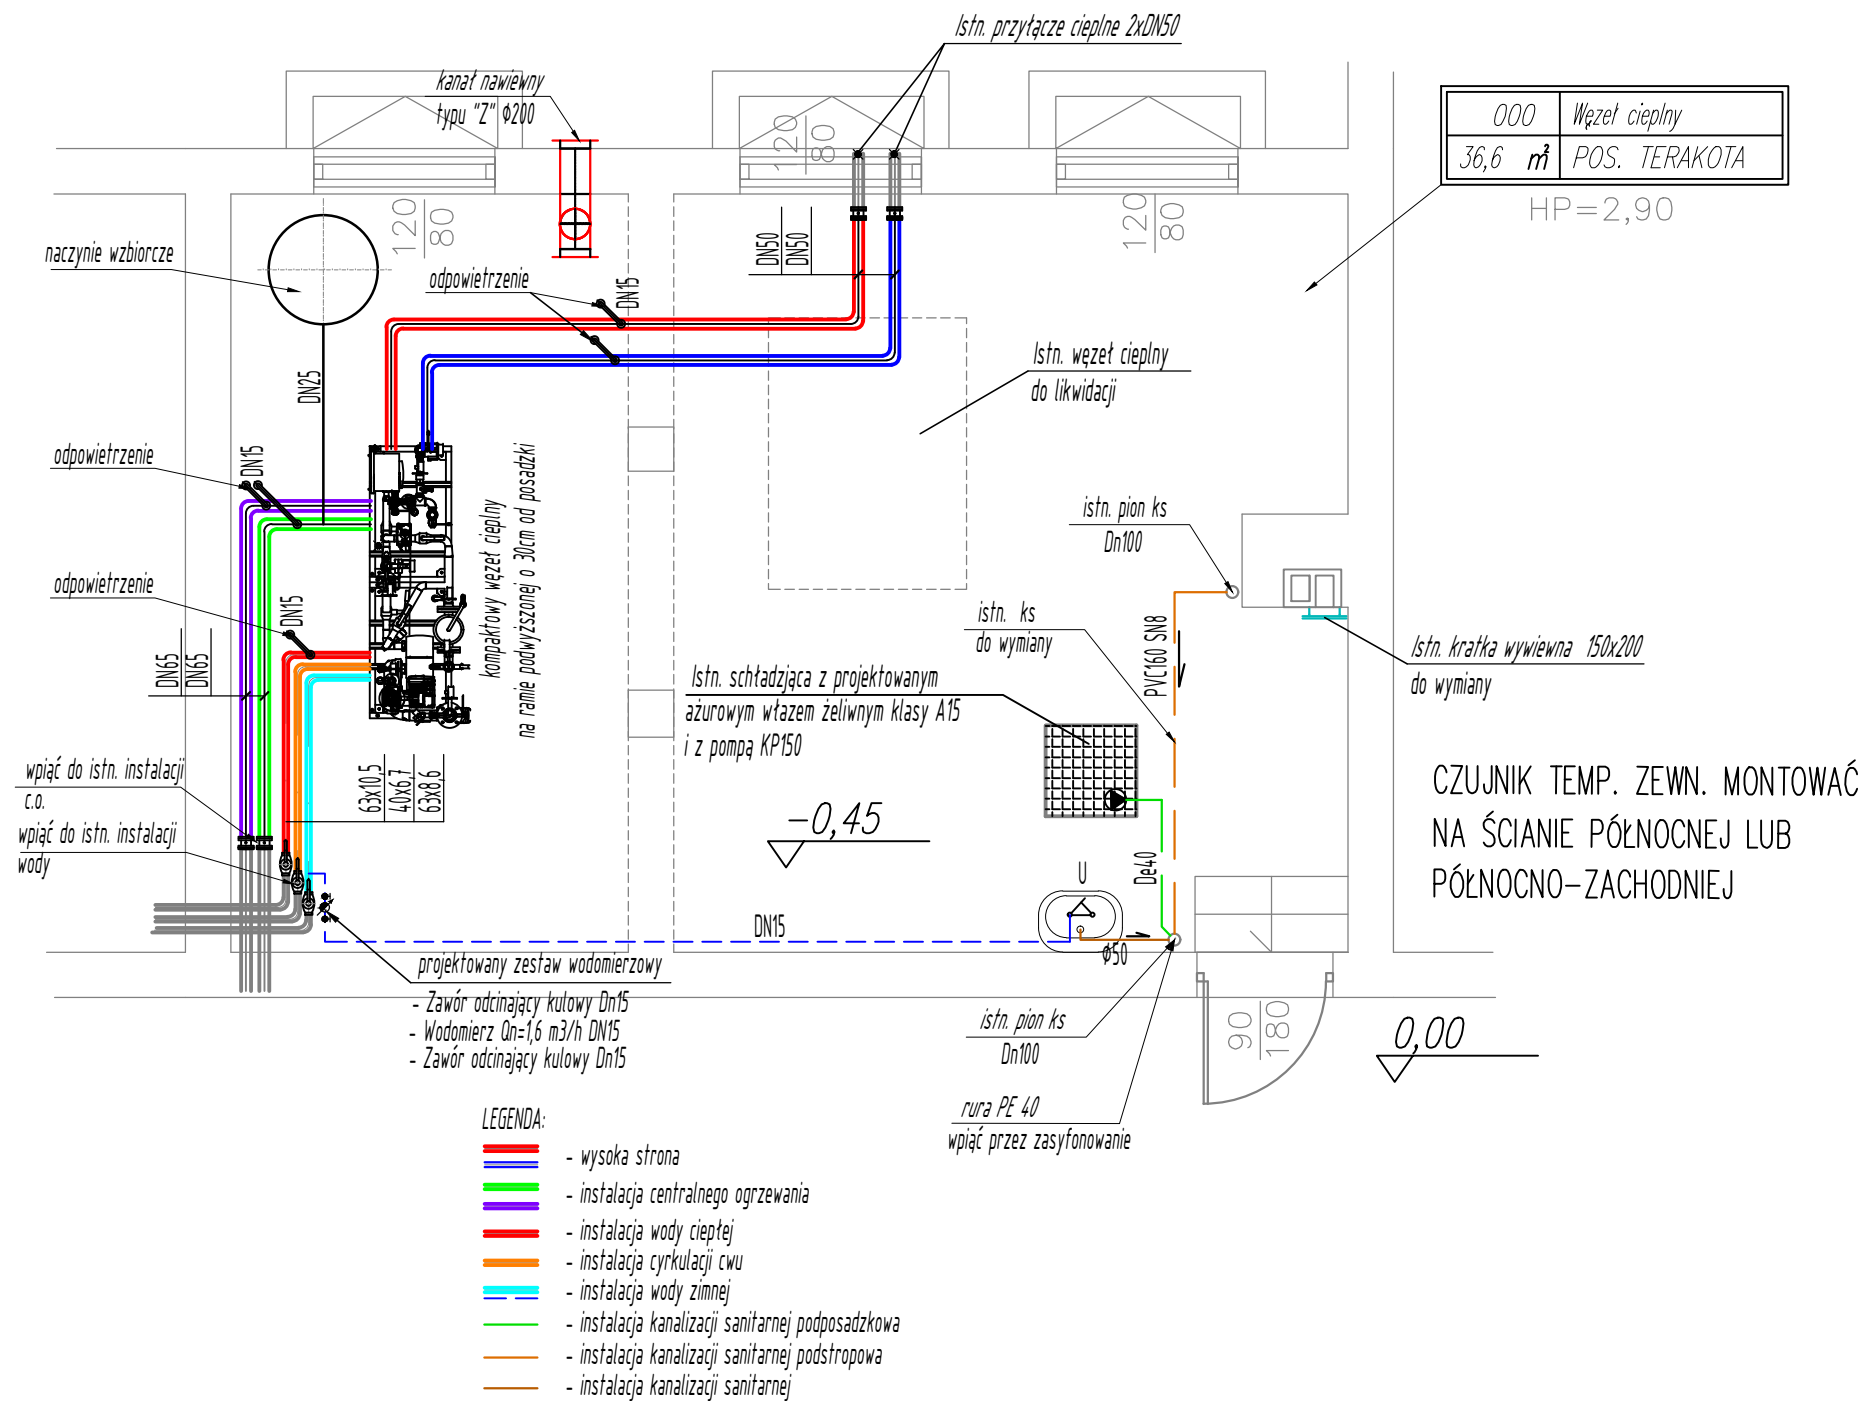 Istn. przyłącze cieplne 2xDN50
kanał nawiewny
typu "Z" ϕ200
000
Węzeł cieplny
36,6 m²
POS. TERAKOTA
HP=2,90
120
80
120
80
120
80
naczynie wzbiorcze
odpowietrzenie
DN15
DN50
DN50
DN25
Istn. węzeł cieplny
do likwidacji
odpowietrzenie
DN15
kompaktowy węzeł cieplny
na ramie podwyższonej o 30cm od posadzki
istn. pion ks
Dn100
odpowietrzenie
DN15
istn. ks
do wymiany
PVC160 SN8
Istn. kratka wywiewna 150x200
do wymiany
DN65
DN65
Istn. schładzjąca z projektowanym
ażurowym włazem żeliwnym klasy A15
i z pompą KP150
wpiąć do istn. instalacji
c.o.
wpiąć do istn. instalacji
wody
63x10,5
40x6,7
63x8,6
-0,45
CZUJNIK TEMP. ZEWN. MONTOWAĆ
NA ŚCIANIE PÓŁNOCNEJ LUB
PÓŁNOCNO-ZACHODNIEJ
U
De40
DN15
ϕ50
projektowany zestaw wodomierzowy
- Zawór odcinający kulowy Dn15
- Wodomierz Qn=1,6 m3/h DN15
- Zawór odcinający kulowy Dn15
istn. pion ks
Dn100
90
180
0,00
rura PE 40
wpiąć przez zasyfonowanie
LEGENDA:
- wysoka strona
- instalacja centralnego ogrzewania
- instalacja wody ciepłej
- instalacja cyrkulacji cwu
- instalacja wody zimnej
- instalacja kanalizacji sanitarnej podposadzkowa
- instalacja kanalizacji sanitarnej podstropowa
- instalacja kanalizacji sanitarnej